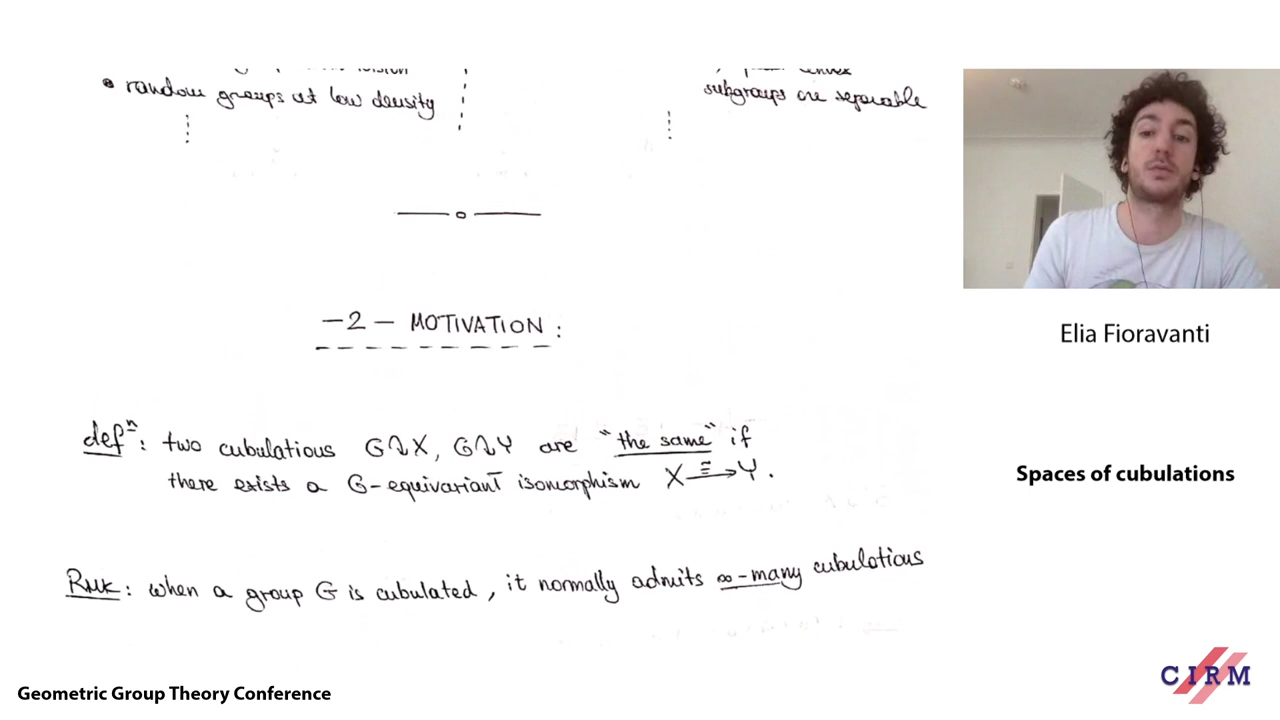 • random groups at low density
convex
subgroups are separable
-2- MOTIVATION:
defⁿ: two cubulations G↷X, G↷Y are "the same" if
there exists a G-equivariant isomorphism X ≅→ Y.
Rmk: when a group G is cubulated, it normally admits ∞-many cubulations
Elia Fioravanti
Spaces of cubulations
CIRM
Geometric Group Theory Conference